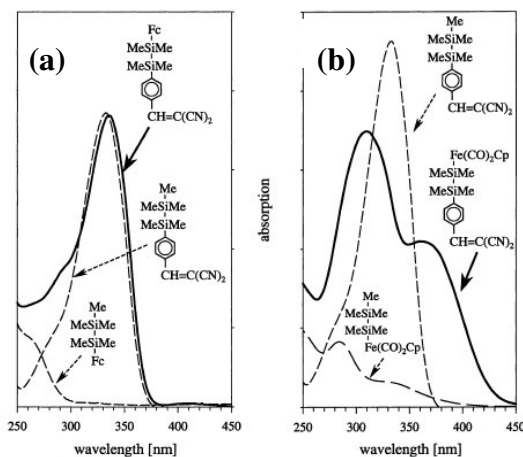 (a)
Fc
MeSiMe
MeSiMe
CH=C(CN)₂
Me
MeSiMe
MeSiMe
CH=C(CN)₂
Me
MeSiMe
MeSiMe
Fc
250 300 350 400 450
wavelength [nm]
absorption
(b)
Me
MeSiMe
MeSiMe
CH=C(CN)₂
Fe(CO)₂Cp
MeSiMe
MeSiMe
CH=C(CN)₂
Me
MeSiMe
MeSiMe
Fe(CO)₂Cp
250 300 350 400 450
wavelength [nm]